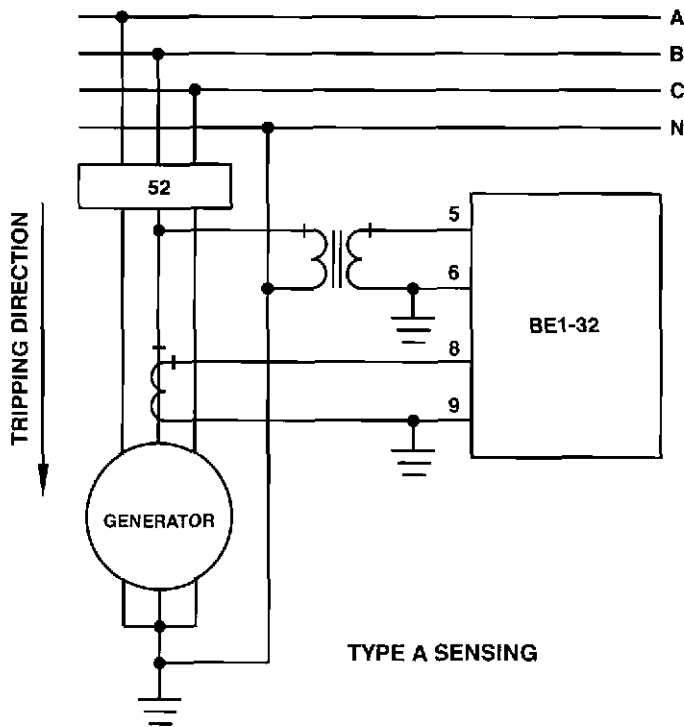 A
B
C
N
52
5
6
BE1-32
8
9
TRIPPING DIRECTION
GENERATOR
TYPE A SENSING